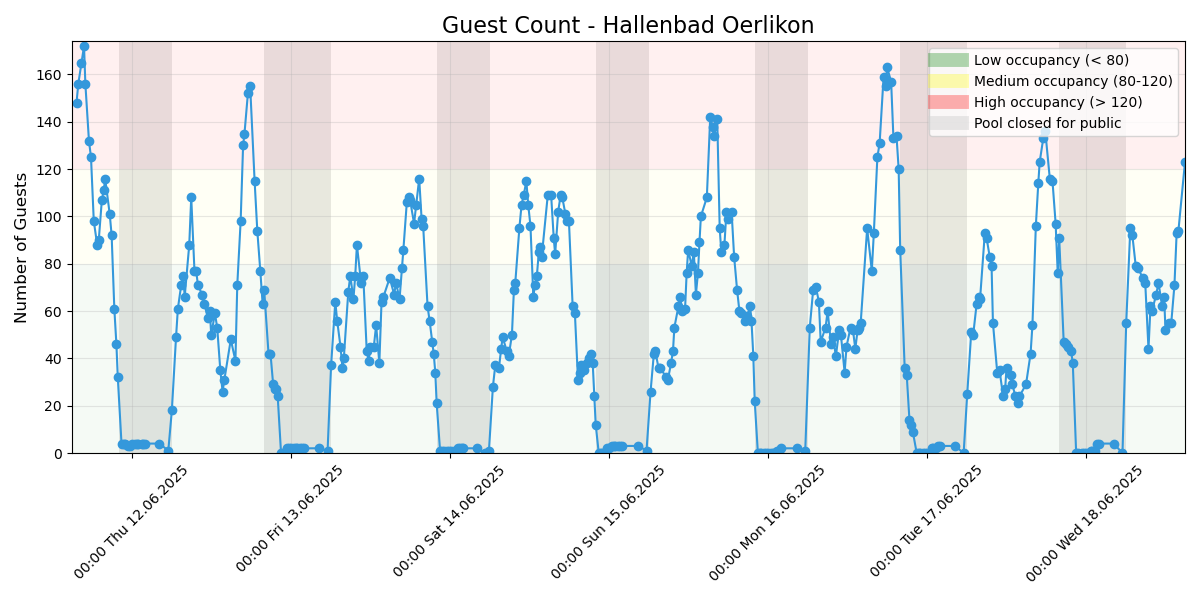 Guest Count - Hallenbad Oerlikon
Number of Guests
160
140
120
100
80
60
40
20
0
Low occupancy (< 80)
Medium occupancy (80-120)
High occupancy (> 120)
Pool closed for public
00:00 Thu 12.06.2025
00:00 Fri 13.06.2025
00:00 Sat 14.06.2025
00:00 Sun 15.06.2025
00:00 Mon 16.06.2025
00:00 Tue 17.06.2025
00:00 Wed 18.06.2025